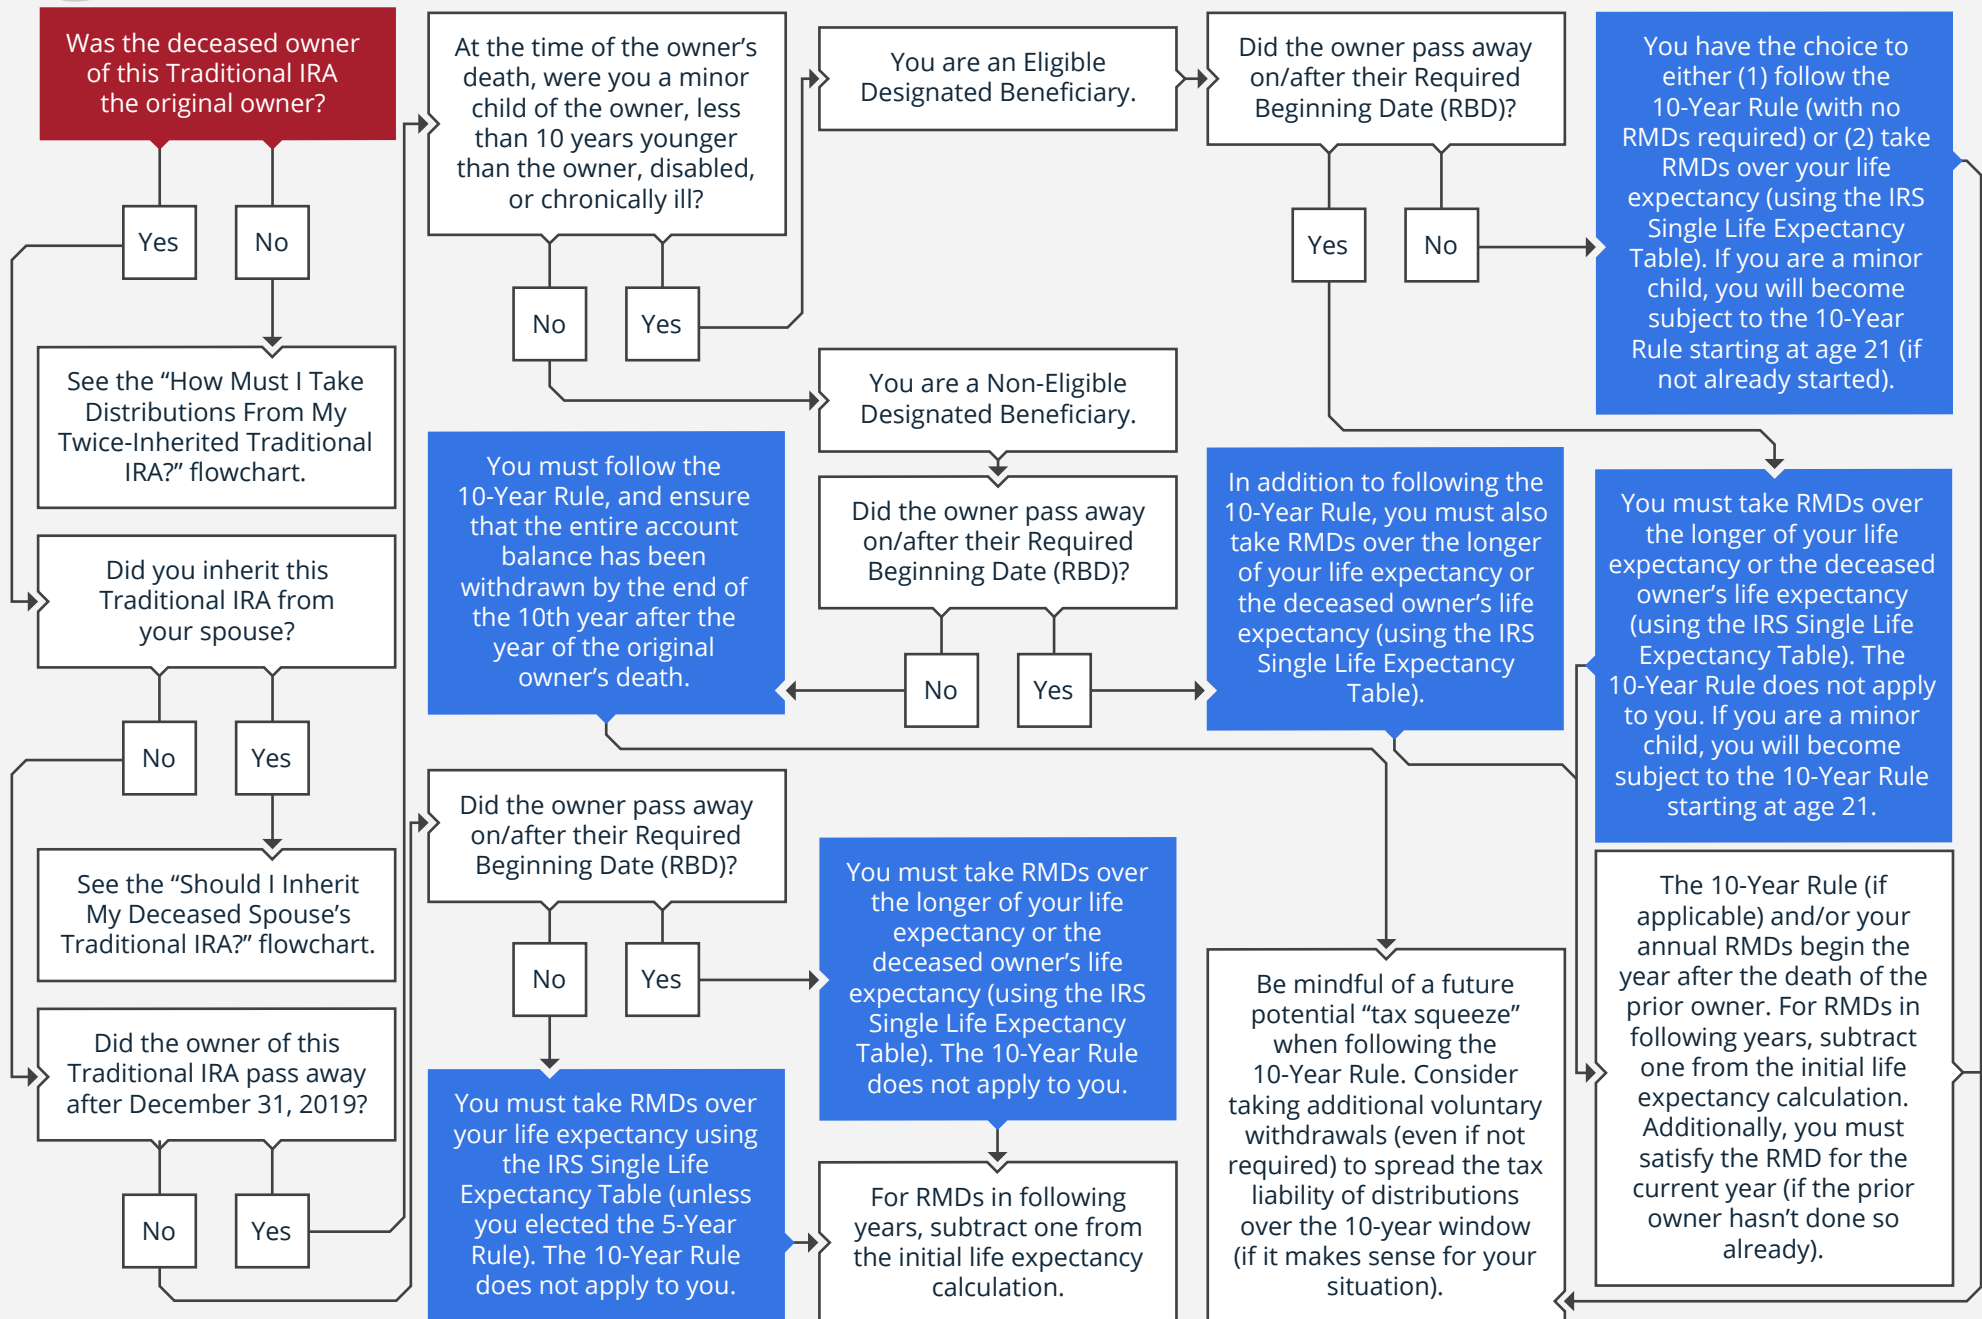 Was the deceased owner
of this Traditional IRA
the original owner?
Yes
No
See the “How Must I Take
Distributions From My
Twice-Inherited Traditional
IRA?” flowchart.
Did you inherit this
Traditional IRA from
your spouse?
No
Yes
See the “Should I Inherit
My Deceased Spouse’s
Traditional IRA?” flowchart.
Did the owner of this
Traditional IRA pass away
after December 31, 2019?
No
Yes
At the time of the owner’s
death, were you a minor
child of the owner, less
than 10 years younger
than the owner, disabled,
or chronically ill?
No
Yes
You must follow the
10-Year Rule, and ensure
that the entire account
balance has been
withdrawn by the end of
the 10th year after the
year of the original
owner’s death.
Did the owner pass away
on/after their Required
Beginning Date (RBD)?
No
Yes
You must take RMDs over
your life expectancy using
the IRS Single Life
Expectancy Table (unless
you elected the 5-Year
Rule). The 10-Year Rule
does not apply to you.
You are an Eligible
Designated Beneficiary.
You are a Non-Eligible
Designated Beneficiary.
Did the owner pass away
on/after their Required
Beginning Date (RBD)?
No
Yes
You must take RMDs over
the longer of your life
expectancy or the
deceased owner’s life
expectancy (using the IRS
Single Life Expectancy
Table). The 10-Year Rule
does not apply to you.
For RMDs in following
years, subtract one from
the initial life expectancy
calculation.
Did the owner pass away
on/after their Required
Beginning Date (RBD)?
Yes
No
In addition to following the
10-Year Rule, you must also
take RMDs over the longer
of your life expectancy or
the deceased owner’s life
expectancy (using the IRS
Single Life Expectancy
Table).
Be mindful of a future
potential “tax squeeze”
when following the
10-Year Rule. Consider
taking additional voluntary
withdrawals (even if not
required) to spread the tax
liability of distributions
over the 10-year window
(if it makes sense for your
situation).
You have the choice to
either (1) follow the
10-Year Rule (with no
RMDs required) or (2) take
RMDs over your life
expectancy (using the IRS
Single Life Expectancy
Table). If you are a minor
child, you will become
subject to the 10-Year
Rule starting at age 21 (if
not already started).
You must take RMDs over
the longer of your life
expectancy or the deceased
owner’s life expectancy
(using the IRS Single Life
Expectancy Table). The
10-Year Rule does not apply
to you. If you are a minor
child, you will become
subject to the 10-Year Rule
starting at age 21.
The 10-Year Rule (if
applicable) and/or your
annual RMDs begin the
year after the death of the
prior owner. For RMDs in
following years, subtract
one from the initial life
expectancy calculation.
Additionally, you must
satisfy the RMD for the
current year (if the prior
owner hasn’t done so
already).